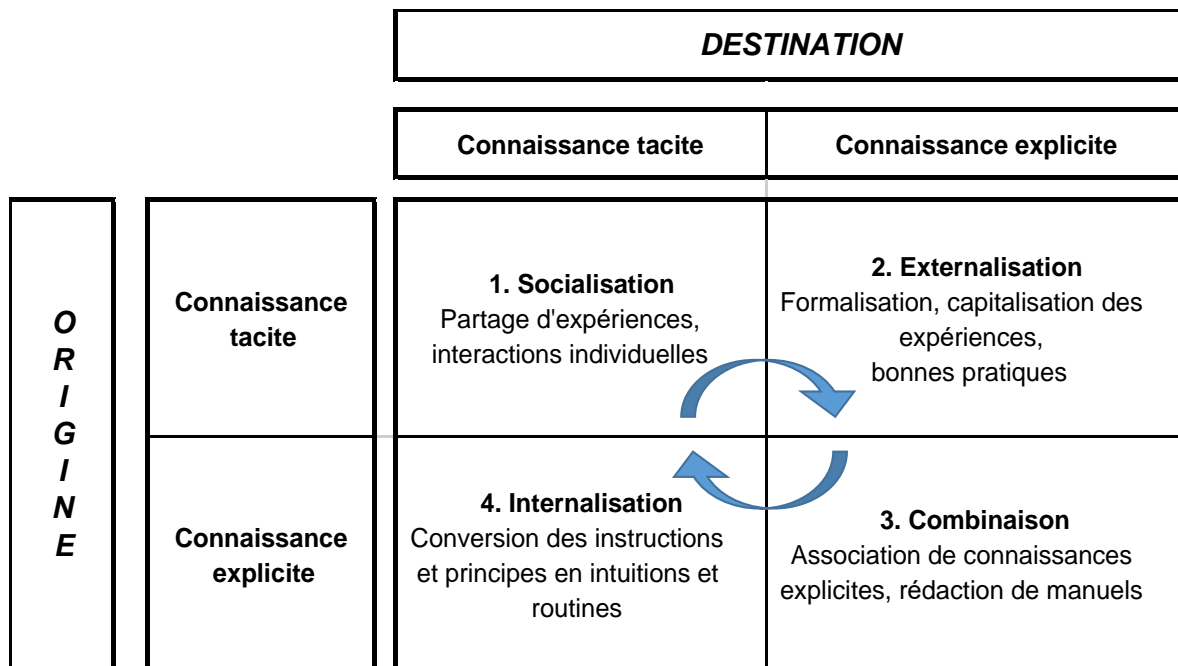 DESTINATION
Connaissance tacite
Connaissance explicite
ORIGINE
Connaissance
tacite
1. Socialisation
Partage d'expériences,
interactions individuelles
2. Externalisation
Formalisation, capitalisation des
expériences,
bonnes pratiques
Connaissance
explicite
4. Internalisation
Conversion des instructions
et principes en intuitions et
routines
3. Combinaison
Association de connaissances
explicites, rédaction de manuels